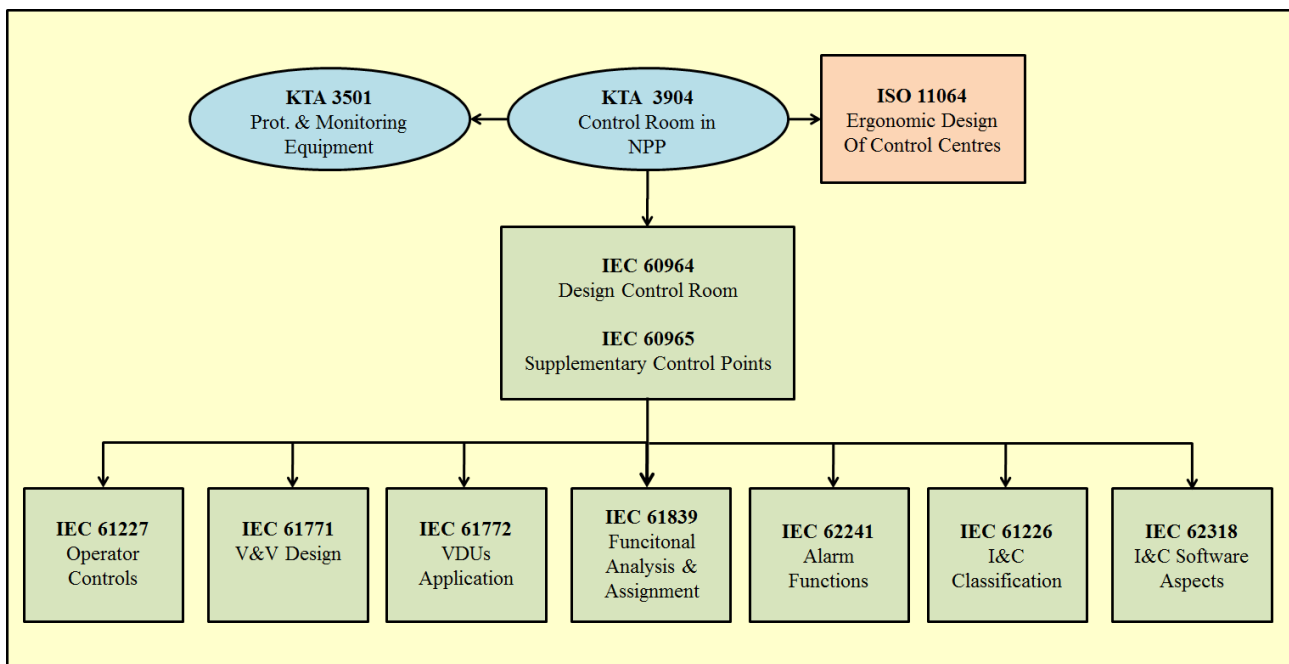 KTA 3501
Prot. & Monitoring
Equipment
KTA 3904
Control Room in
NPP
ISO 11064
Ergonomic Design
Of Control Centres
IEC 60964
Design Control Room
IEC 60965
Supplementary Control Points
IEC 61227
Operator
Controls
IEC 61771
V&V Design
IEC 61772
VDUs
Application
IEC 61839
Funcitonal
Analysis &
Assignment
IEC 62241
Alarm
Functions
IEC 61226
I&C
Classification
IEC 62318
I&C Software
Aspects